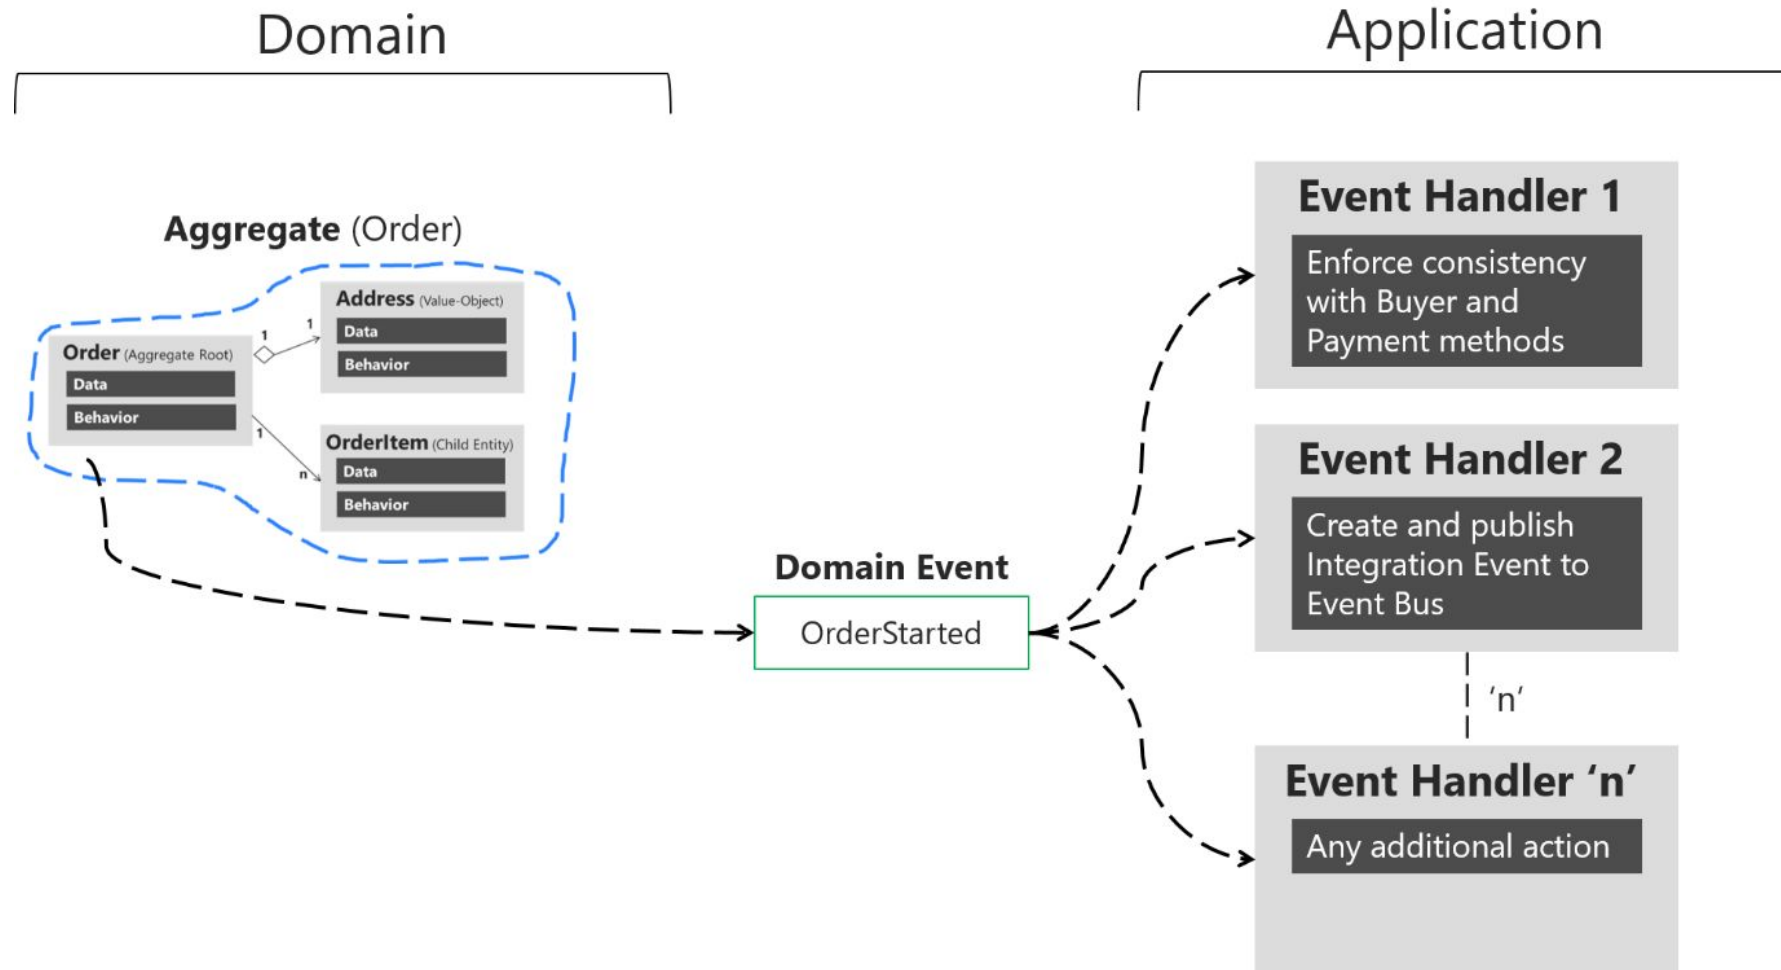 Domain
Application
Aggregate (Order)
Address (Value-Object)
Data
Behavior
Order (Aggregate Root)
Data
Behavior
1
1
1
n
OrderItem (Child Entity)
Data
Behavior
Domain Event
OrderStarted
Event Handler 1
Enforce consistency
with Buyer and
Payment methods
Event Handler 2
Create and publish
Integration Event to
Event Bus
‘n‘
Event Handler ‘n’
Any additional action